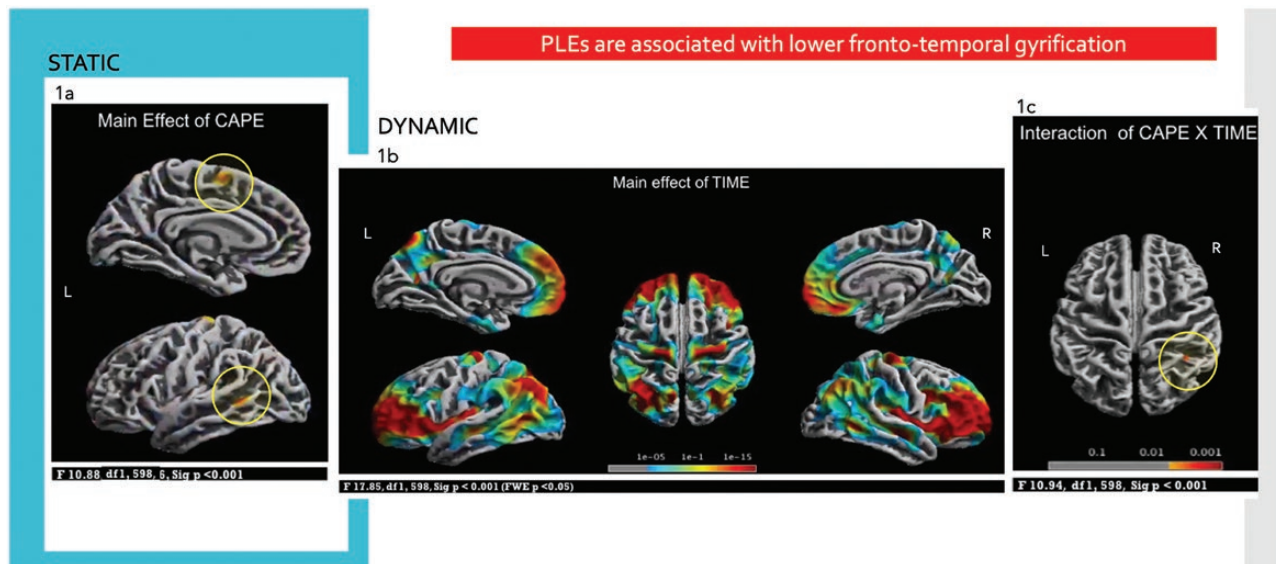 PLEs are associated with lower fronto-temporal gyrification
STATIC
1a
Main Effect of CAPE
L
F 10.88, df1, 598, 6, Sig p <0.001
DYNAMIC
1b
Main effect of TIME
L
R
1e-05 1e-1 1e-15
F 17.85, df1, 598, Sig p < 0.001 (FWE p <0.05)
1c
Interaction of CAPE X TIME
L
R
0.1 0.01 0.001
F 10.94, df1, 598, Sig p < 0.001